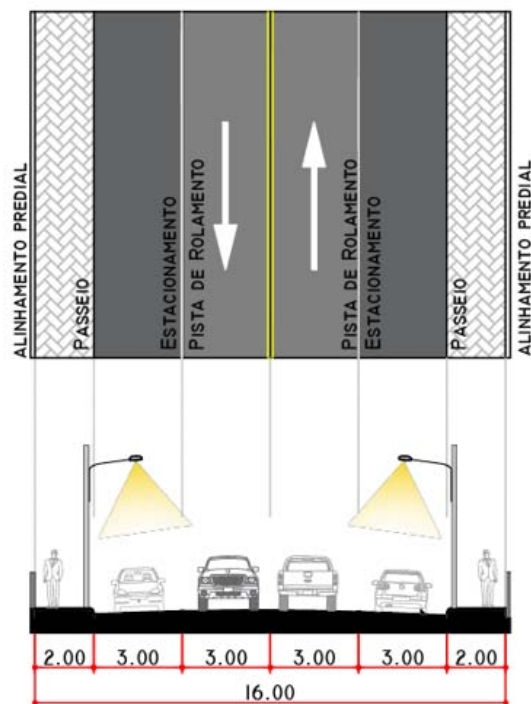 ALINHAMENTO PREDIAL
PASSEIO
ESTACIONAMENTO
PISTA DE ROLAMENTO
PISTA DE ROLAMENTO
ESTACIONAMENTO
PASSEIO
ALINHAMENTO PREDIAL
2.00 3.00 3.00 3.00 3.00 2.00
16.00